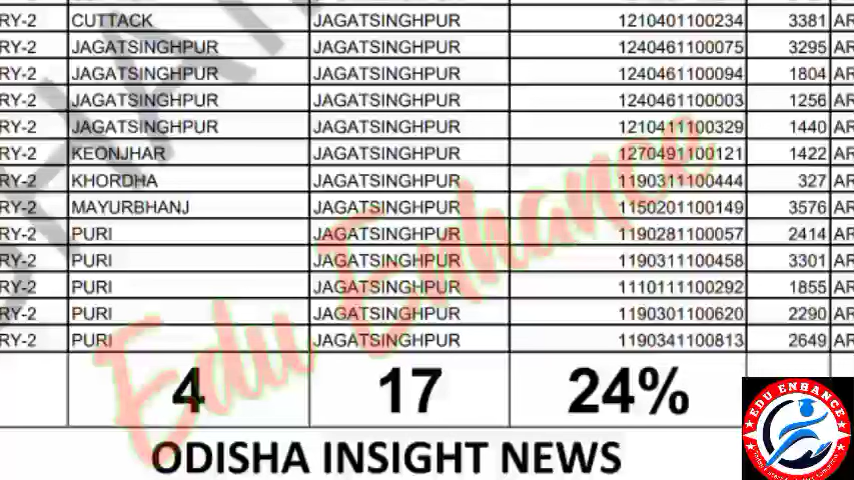 RY-2 CUTTACK JAGATSINGHPUR 1210401100234 3381 AR
RY-2 JAGATSINGHPUR JAGATSINGHPUR 1240461100075 3295 AR
RY-2 JAGATSINGHPUR JAGATSINGHPUR 1240461100094 1804 AR
RY-2 JAGATSINGHPUR JAGATSINGHPUR 1240461100003 1256 AR
RY-2 JAGATSINGHPUR JAGATSINGHPUR 1210411100329 1440 AR
RY-2 KEONJHAR JAGATSINGHPUR 1270491100121 1422 AR
RY-2 KHORDHA JAGATSINGHPUR 1190311100444 327 AR
RY-2 MAYURBHANJ JAGATSINGHPUR 1150201100149 3576 AR
RY-2 PURI JAGATSINGHPUR 1190281100057 2414 AR
RY-2 PURI JAGATSINGHPUR 1190311100458 3301 AR
RY-2 PURI JAGATSINGHPUR 1110111100292 1855 AR
RY-2 PURI JAGATSINGHPUR 1190301100620 2290 AR
RY-2 PURI JAGATSINGHPUR 1190341100813 2649 AR
4 17 24%
ODISHA INSIGHT NEWS
Edu Enhance
EDU ENHANCE